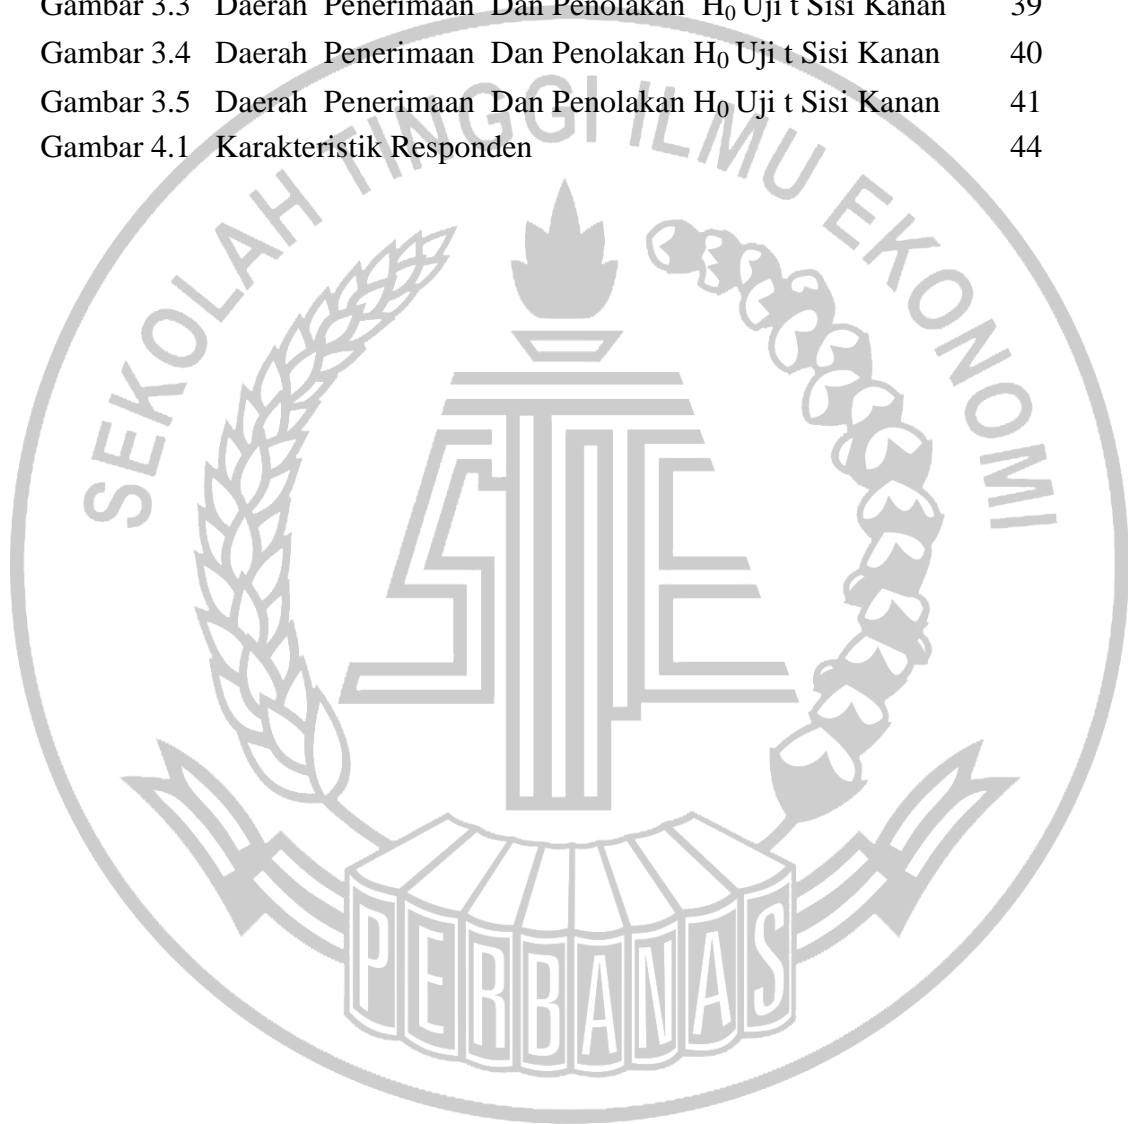 Gambar 3.3 Daerah Penerimaan Dan Penolakan H₀ Uji t Sisi Kanan 39
Gambar 3.4 Daerah Penerimaan Dan Penolakan H₀ Uji t Sisi Kanan 40
Gambar 3.5 Daerah Penerimaan Dan Penolakan H₀ Uji t Sisi Kanan 41
Gambar 4.1 Karakteristik Responden 44
SEKOLAH TINGGI ILMU EKONOMI
STIE
PERBANAS